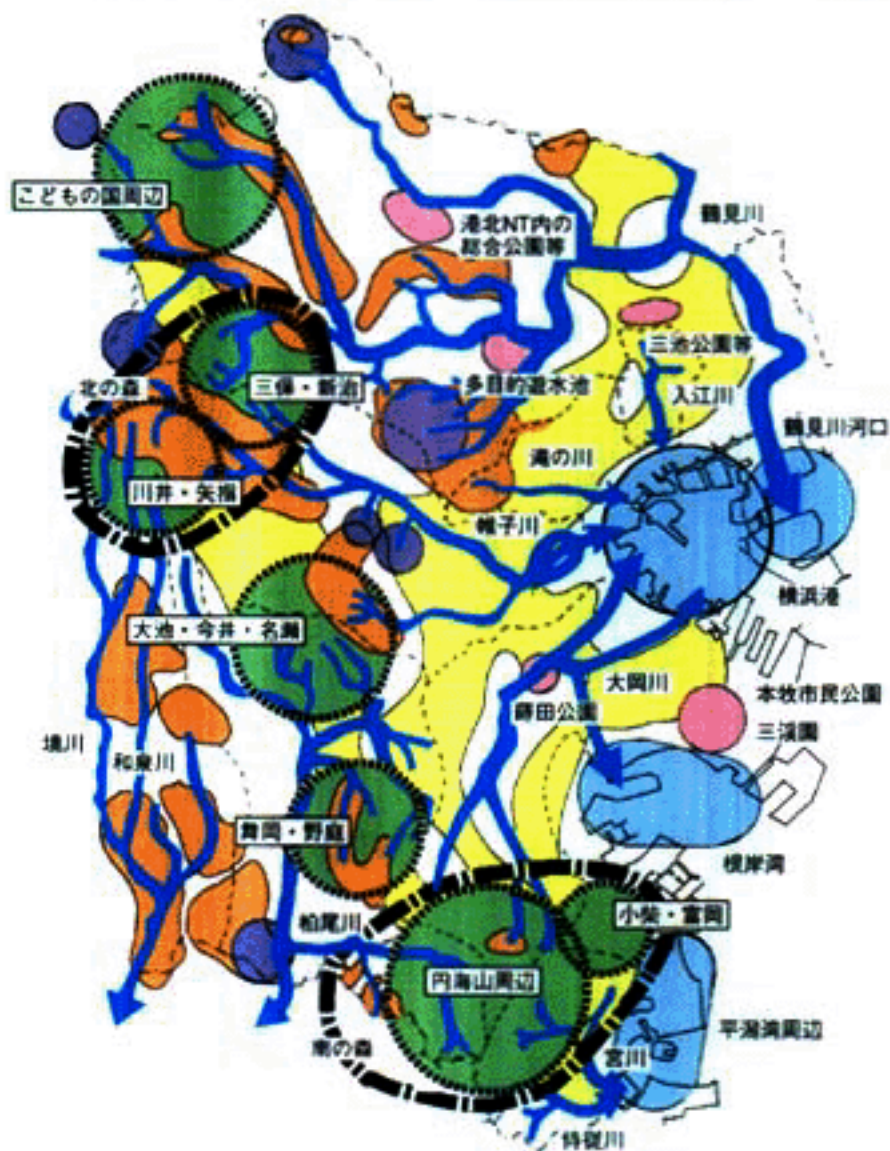 こどもの国周辺
鶴見川
港北NT内の
総合公園等
三池公園等
北の森
三保・新治
多目的遊水池
入江川
鶴見川河口
川井・矢指
滝の川
帷子川
横浜港
大池・今井・名瀬
大岡川
蒔田公園
本牧市民公園
境川
和泉川
三渓園
舞岡・野庭
根岸湾
小柴・富岡
柏尾川
円海山周辺
平潟湾周辺
南の森
宮川
侍従川